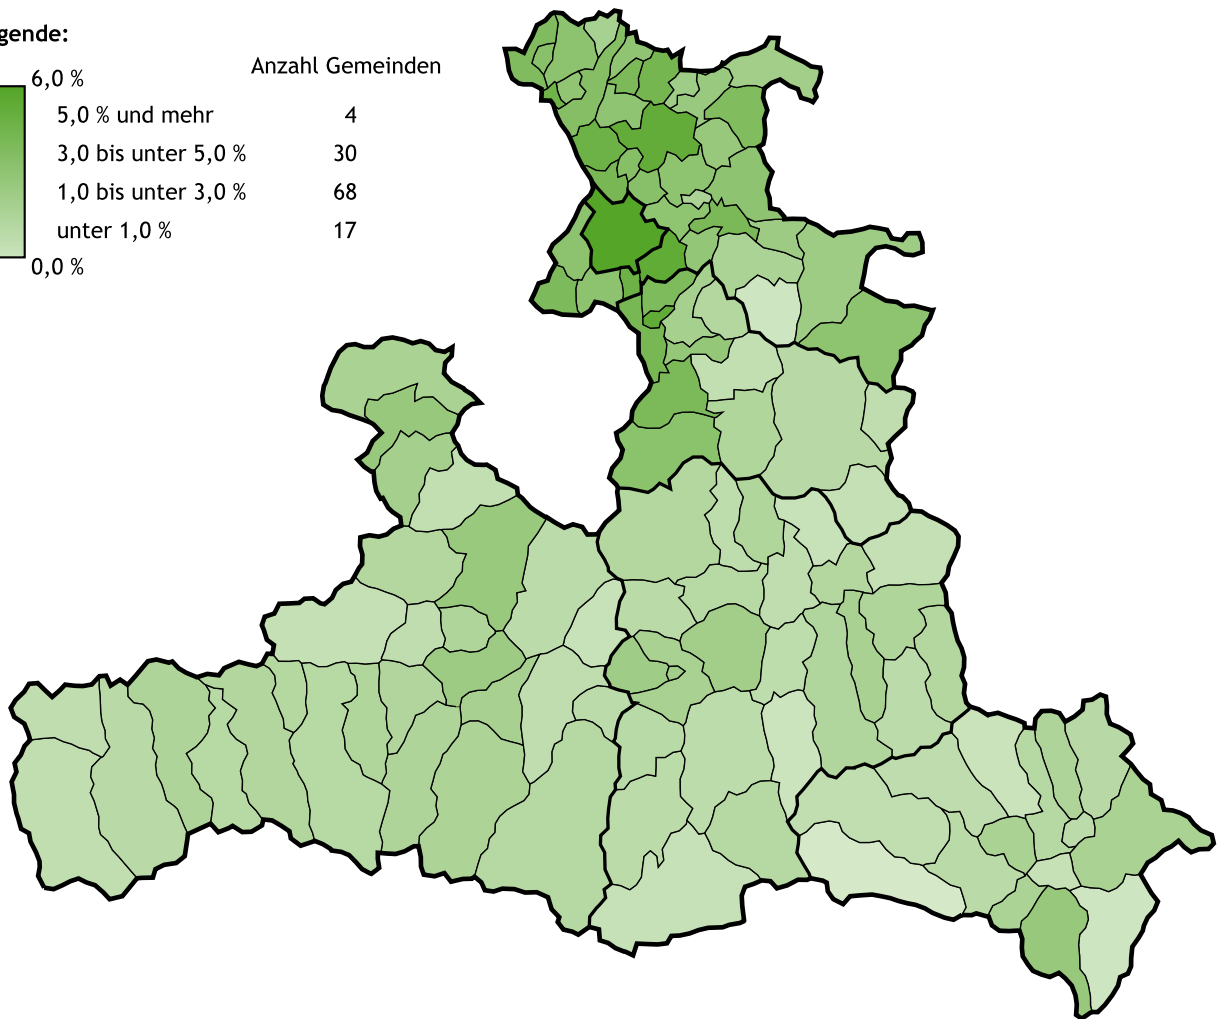 gende:
Anzahl Gemeinden
6,0 %
5,0 % und mehr 4
3,0 bis unter 5,0 % 30
1,0 bis unter 3,0 % 68
unter 1,0 % 17
0,0 %